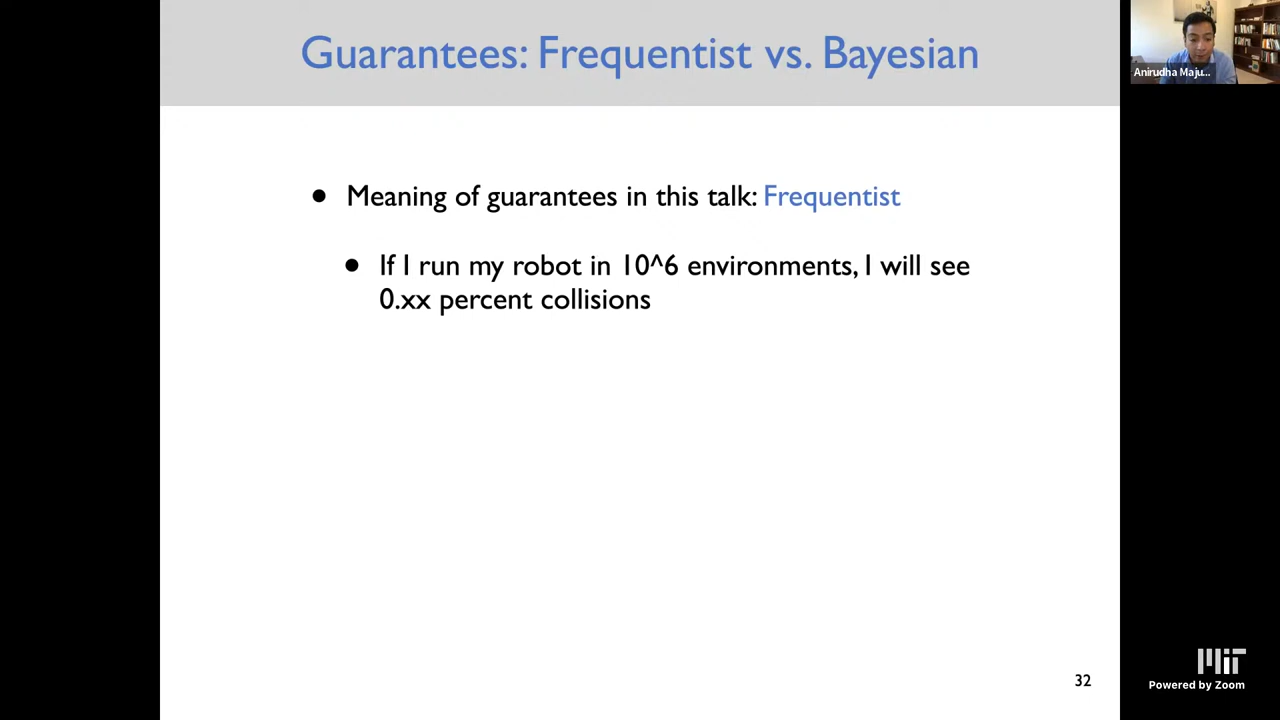 Guarantees: Frequentist vs. Bayesian
Anirudha Maju...
● Meaning of guarantees in this talk: Frequentist
● If I run my robot in 10^6 environments, I will see
0.xx percent collisions
32
MIT
Powered by Zoom